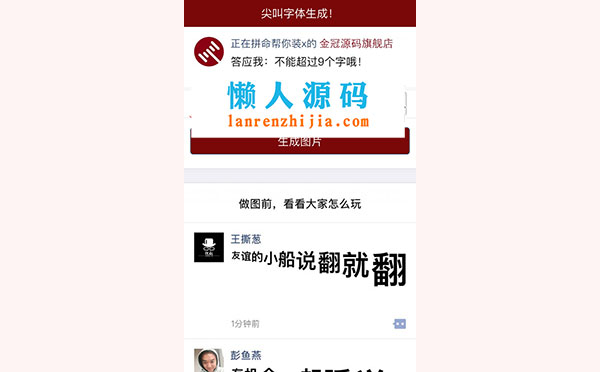 尖叫字体生成!
正在拼命帮你装x的 金冠源码旗舰店
答应我:不能超过9个字哦!
懒人源码
lanrenzhijia.com
生成图片
做图前,看看大家怎么玩
王撕葱
友谊的小船说翻就翻
1分钟前
彭鱼燕